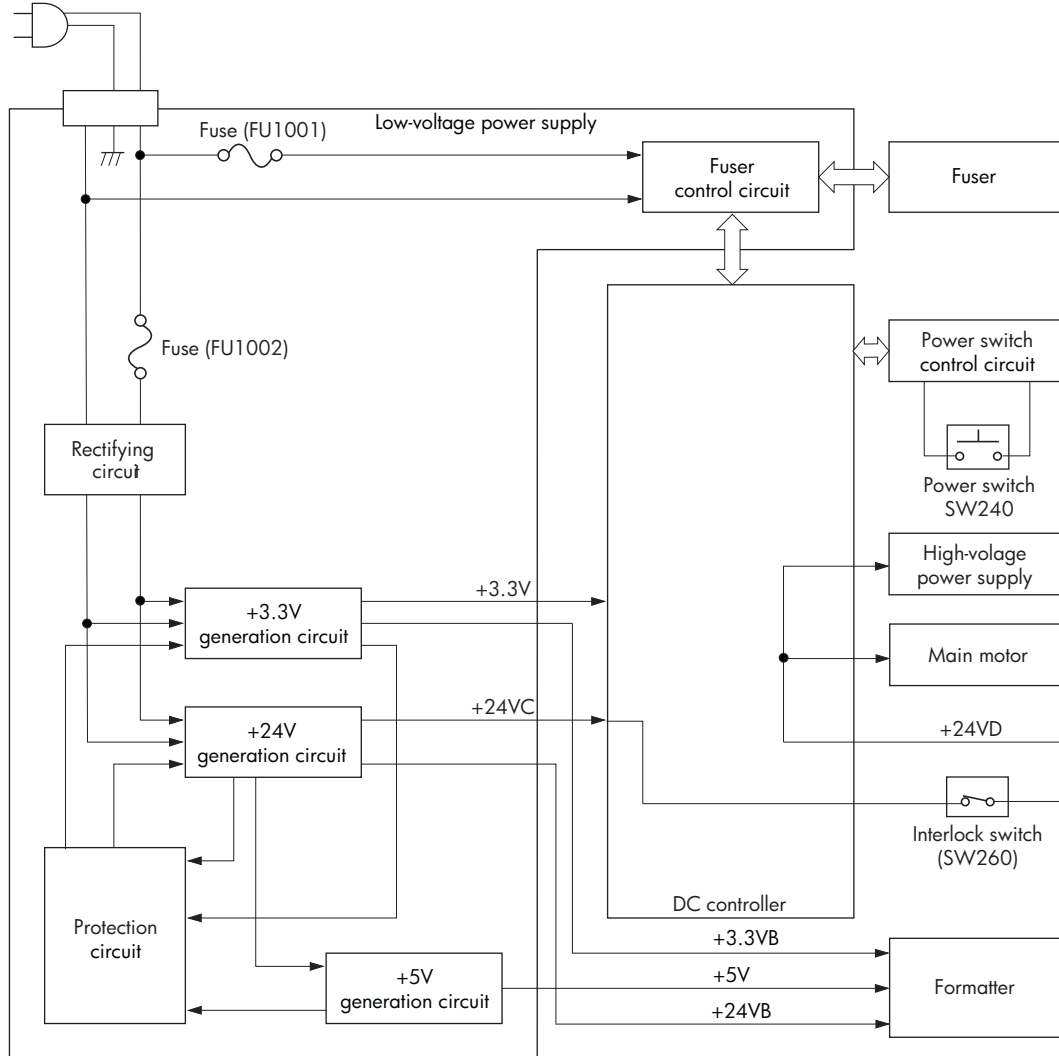 Low-voltage power supply
Fuse (FU1001)
Fuser
control circuit
Fuser
Fuse (FU1002)
Power switch
control circuit
Rectifying
circuit
Power switch
SW240
High-volage
power supply
+3.3V
+3.3V
generation circuit
Main motor
+24VC
+24V
generation circuit
+24VD
Interlock switch
(SW260)
DC controller
Protection
circuit
+3.3VB
+5V
+5V
generation circuit
Formatter
+24VB